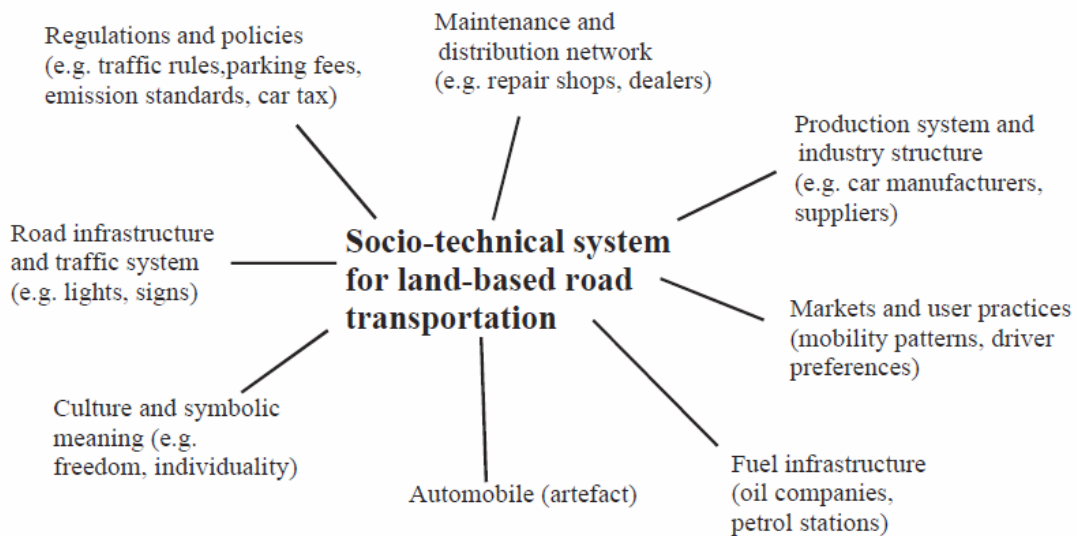 Regulations and policies
(e.g. traffic rules,parking fees,
emission standards, car tax)
Maintenance and
distribution network
(e.g. repair shops, dealers)
Production system and
industry structure
(e.g. car manufacturers,
suppliers)
Road infrastructure
and traffic system
(e.g. lights, signs)
Socio-technical system
for land-based road
transportation
Markets and user practices
(mobility patterns, driver
preferences)
Culture and symbolic
meaning (e.g.
freedom, individuality)
Automobile (artefact)
Fuel infrastructure
(oil companies,
petrol stations)